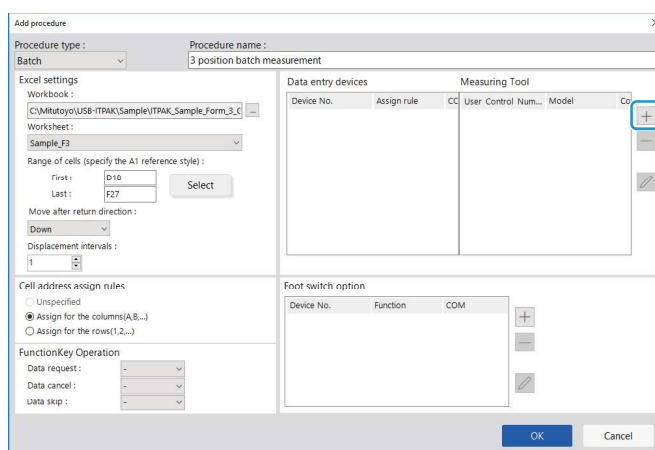 Add procedure
Procedure type :
Procedure name :
Batch
3 position batch measurement
Excel settings
Workbook :
C:\Mitutoyo\USB-ITPAK\Sample\ITPAK_Sample_Form_3_C
...
Worksheet :
Sample_F3
Range of cells (specify the A1 reference style) :
First :
D10
Last :
F27
Select
Move after return direction :
Down
Displacement intervals :
1
Data entry devices
Measuring Tool
Device No. Assign rule CC User Control Num... Model Co
Cell address assign rules
Unspecified
Assign for the columns(A,B,...)
Assign for the rows(1,2,...)
FunctionKey Operation
Data request : -
Data cancel : -
Data skip : -
Foot switch option
Device No. Function COM
OK
Cancel